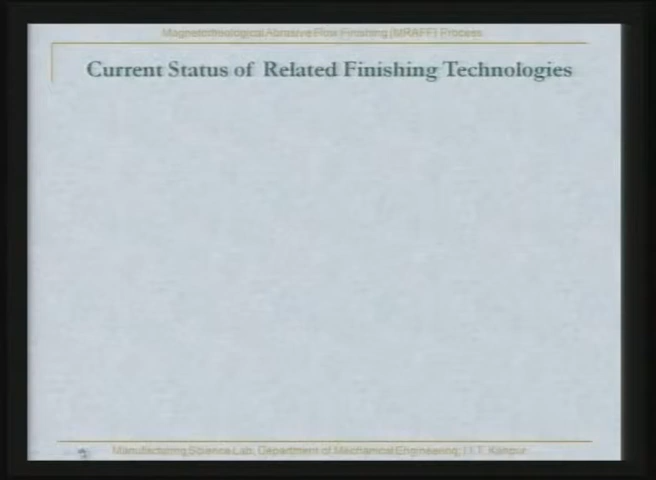 Magnetorheological Abrasive Flow Finishing (MRAFF) Process
Current Status of Related Finishing Technologies
Manufacturing Science Lab, Department of Mechanical Engineering, I.I.T. Kanpur